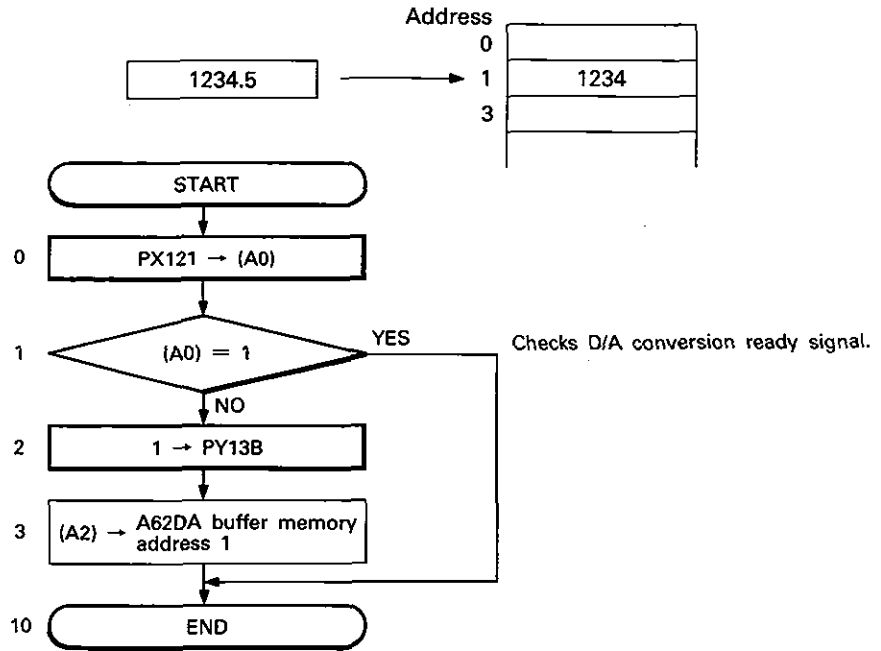 Address
0
1234.5
1
1234
3
START
0
PX121 → (A0)
1
(A0) = 1
YES
Checks D/A conversion ready signal.
NO
2
1 → PY13B
3
(A2) → A62DA buffer memory
address 1
10
END